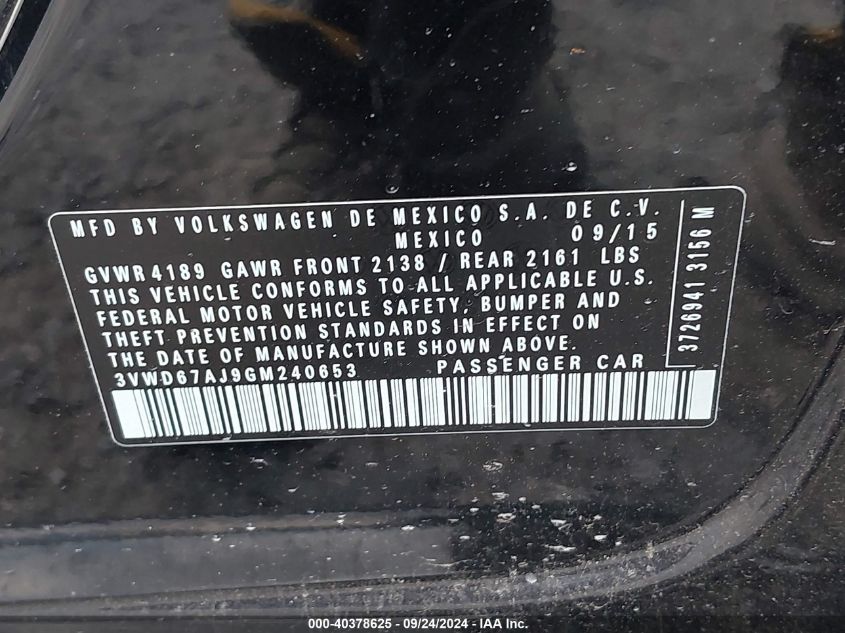 MFD BY VOLKSWAGEN DE MEXICO S.A. DE C.V.
MEXICO 09/15
GVWR 4189 GAWR FRONT 2138 / REAR 2161 LBS
THIS VEHICLE CONFORMS TO ALL APPLICABLE U.S.
FEDERAL MOTOR VEHICLE SAFETY, BUMPER AND
THEFT PREVENTION STANDARDS IN EFFECT ON
THE DATE OF MANUFACTURE SHOWN ABOVE.
3VWD67AJ9GM240653 PASSENGER CAR
3726941 3156 M
000-40378625 - 09/24/2024 - IAA Inc.